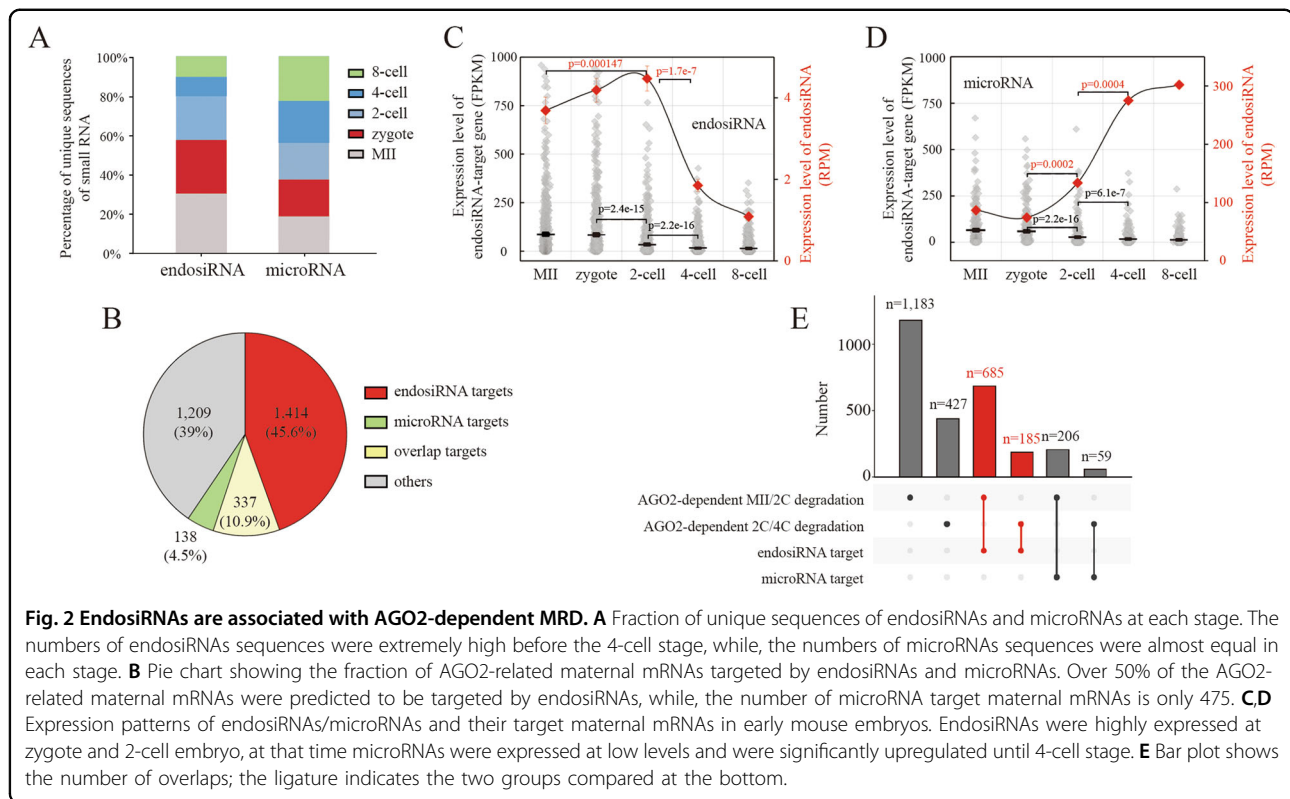 A
Percentage of unique sequences
of small RNA
100%
80%
60%
40%
20%
0%
endosiRNA
microRNA
8-cell
4-cell
2-cell
zygote
MII
C
Expression level of
endosiRNA-target gene (FPKM)
1000
750
500
250
0
p=0.000147
p=1.7e-7
endosiRNA
p=2.4e-15
p=2.2e-16
MII
zygote
2-cell
4-cell
8-cell
4
2
0
Expression level of endosiRNA
(RPM)
D
Expression level of
endosiRNA-target gene (FPKM)
1000
750
500
250
0
microRNA
p=0.0004
p=0.0002
p=6.1e-7
p=2.2e-16
MII
zygote
2-cell
4-cell
8-cell
300
200
100
0
Expression level of endosiRNA
(RPM)
B
1,209
(39%)
1,414
(45.6%)
337
(10.9%)
138
(4.5%)
endosiRNA targets
microRNA targets
overlap targets
others
E
Number
1000
500
0
n=1,183
n=427
n=685
n=185
n=206
n=59
AGO2-dependent MII/2C degradation
AGO2-dependent 2C/4C degradation
endosiRNA target
microRNA target
Fig. 2 EndosiRNAs are associated with AGO2-dependent MRD. A Fraction of unique sequences of endosiRNAs and microRNAs at each stage. The
numbers of endosiRNAs sequences were extremely high before the 4-cell stage, while, the numbers of microRNAs sequences were almost equal in
each stage. B Pie chart showing the fraction of AGO2-related maternal mRNAs targeted by endosiRNAs and microRNAs. Over 50% of the AGO2-
related maternal mRNAs were predicted to be targeted by endosiRNAs, while, the number of microRNA target maternal mRNAs is only 475. C,D
Expression patterns of endosiRNAs/microRNAs and their target maternal mRNAs in early mouse embryos. EndosiRNAs were highly expressed at
zygote and 2-cell embryo, at that time microRNAs were expressed at low levels and were significantly upregulated until 4-cell stage. E Bar plot shows
the number of overlaps; the ligature indicates the two groups compared at the bottom.